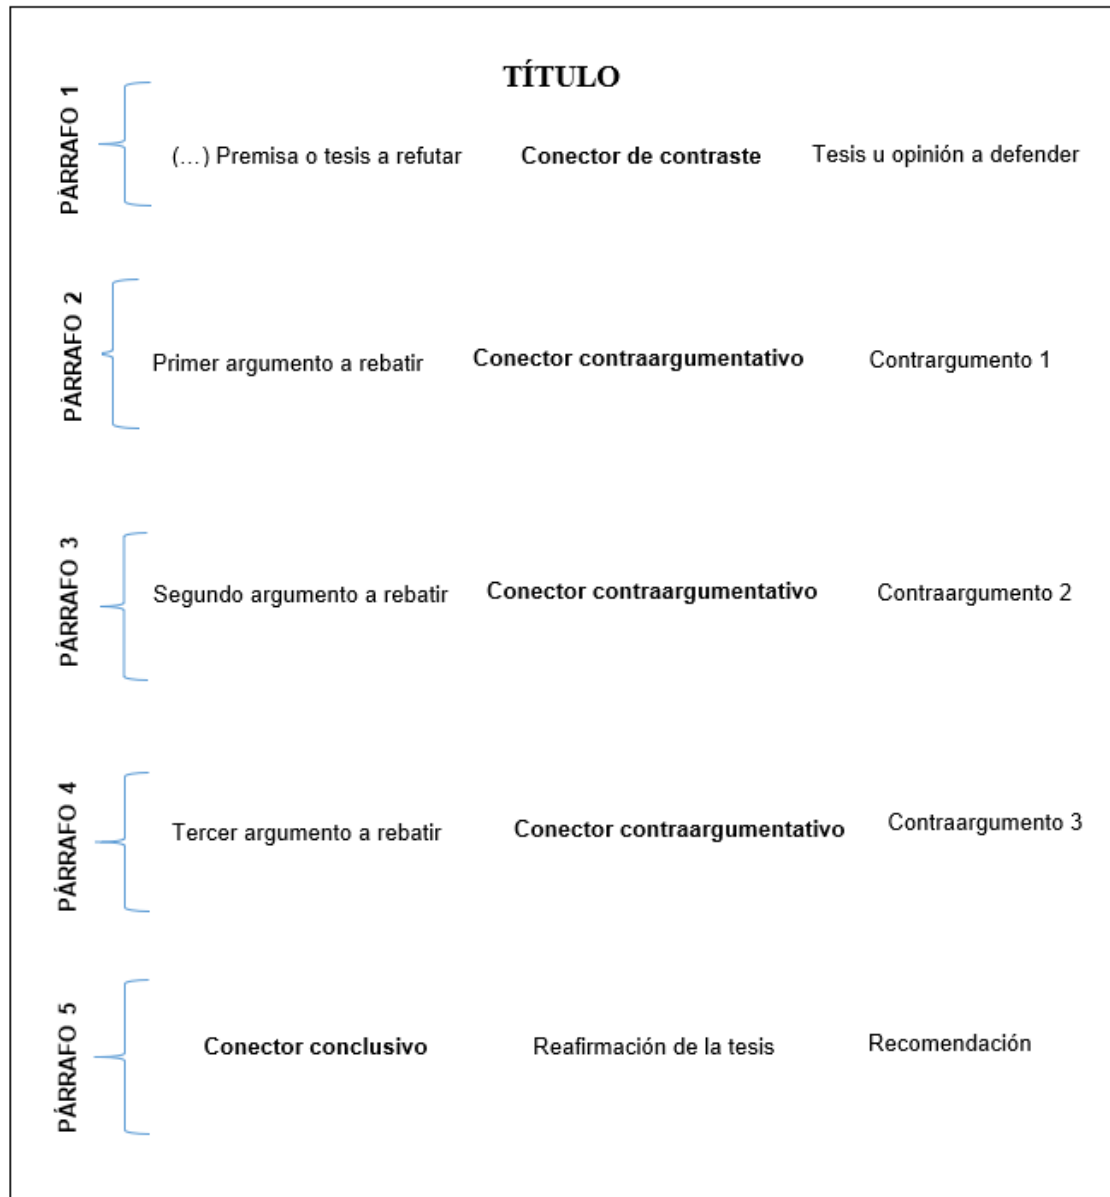 TÍTULO
PÀRRAFO 1
(...) Premisa o tesis a refutar Conector de contraste Tesis u opinión a defender
PÁRRAFO 2
Primer argumento a rebatir Conector contraargumentativo Contrargumento 1
PÁRRAFO 3
Segundo argumento a rebatir Conector contraargumentativo Contraargumento 2
PÁRRAFO 4
Tercer argumento a rebatir Conector contraargumentativo Contraargumento 3
PÁRRAFO 5
Conector conclusivo Reafirmación de la tesis Recomendación